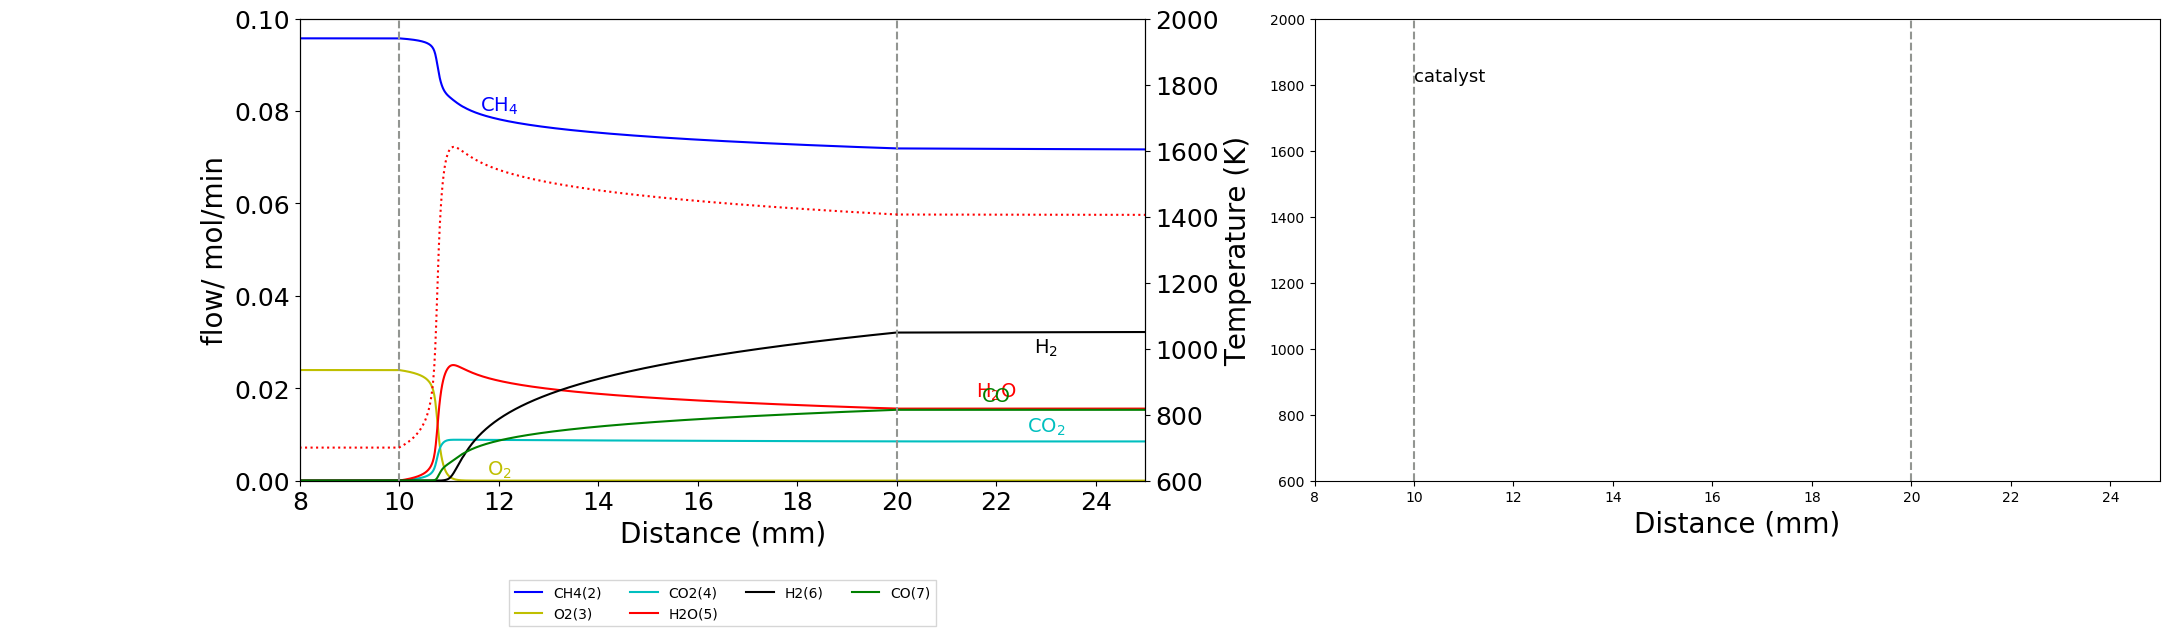 0.10
0.08
0.06
0.04
0.02
0.00
flow/ mol/min
8 10 12 14 16 18 20 22 24
Distance (mm)
2000
1800
1600
1400
1200
1000
800
600
Temperature (K)
CH₄
H₂
H₂O
CO
CO₂
O₂
CH4(2) CO2(4) H2(6) CO(7)
O2(3) H2O(5)
2000
1800
1600
1400
1200
1000
800
600
catalyst
8 10 12 14 16 18 20 22 24
Distance (mm)